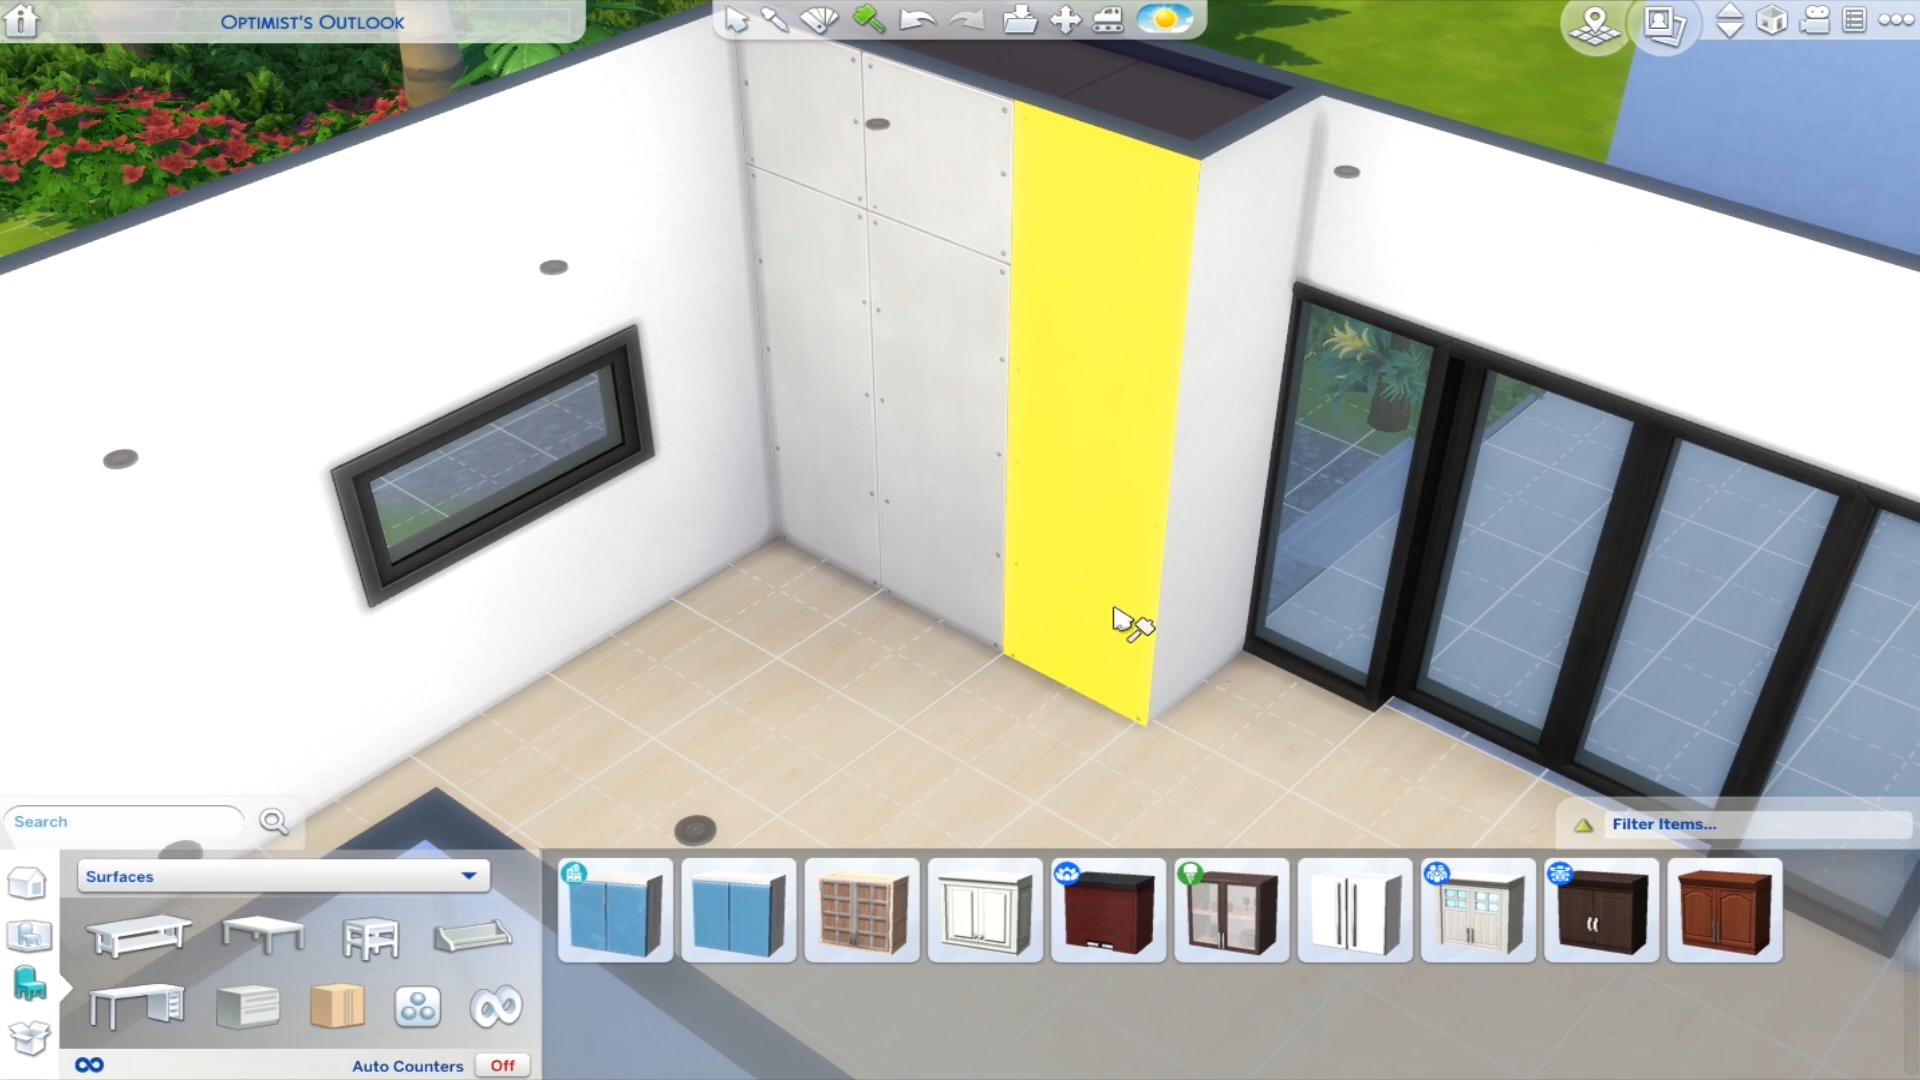 OPTIMIST'S OUTLOOK
Search
Filter Items...
Surfaces
Auto Counters
Off